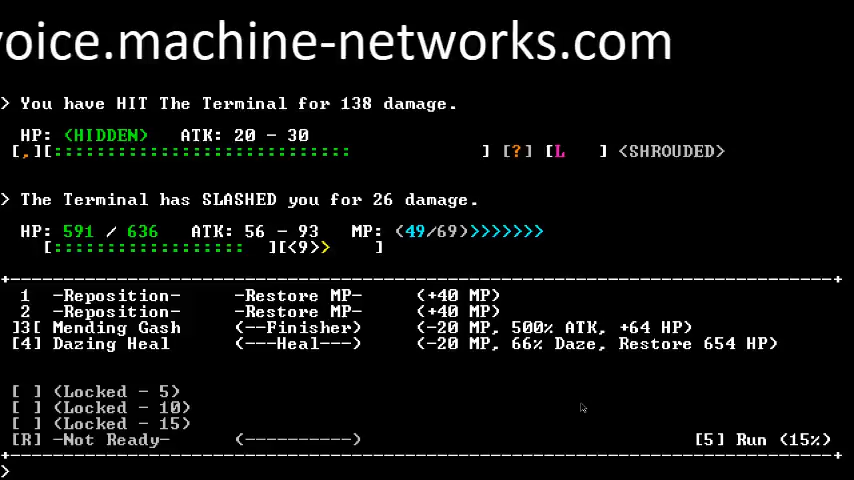 voice.machine-networks.com
> You have HIT The Terminal for 138 damage.
HP: (HIDDEN) ATK: 20 - 30
[,][:::::::::::::::::::::::::::: ] [?] [L ] <SHROUDED>
> The Terminal has SLASHED you for 26 damage.
HP: 591 / 636 ATK: 56 - 93 MP: (49/69)>>>>>>>
[:::::::::::::::::: ][<9>> ]
+------------------------------------------------------+
1 -Reposition- -Restore MP- (+40 MP)
2 -Reposition- -Restore MP- (+40 MP)
]3[ Mending Gash (--Finisher) (-20 MP, 500% ATK, +64 HP)
[4] Dazing Heal (---Heal---) (-20 MP, 66% Daze, Restore 654 HP)
[ ] (Locked - 5)
[ ] (Locked - 10)
[ ] (Locked - 15)
[R] -Not Ready- (----------) [5] Run (15%)
+------------------------------------------------------+
>